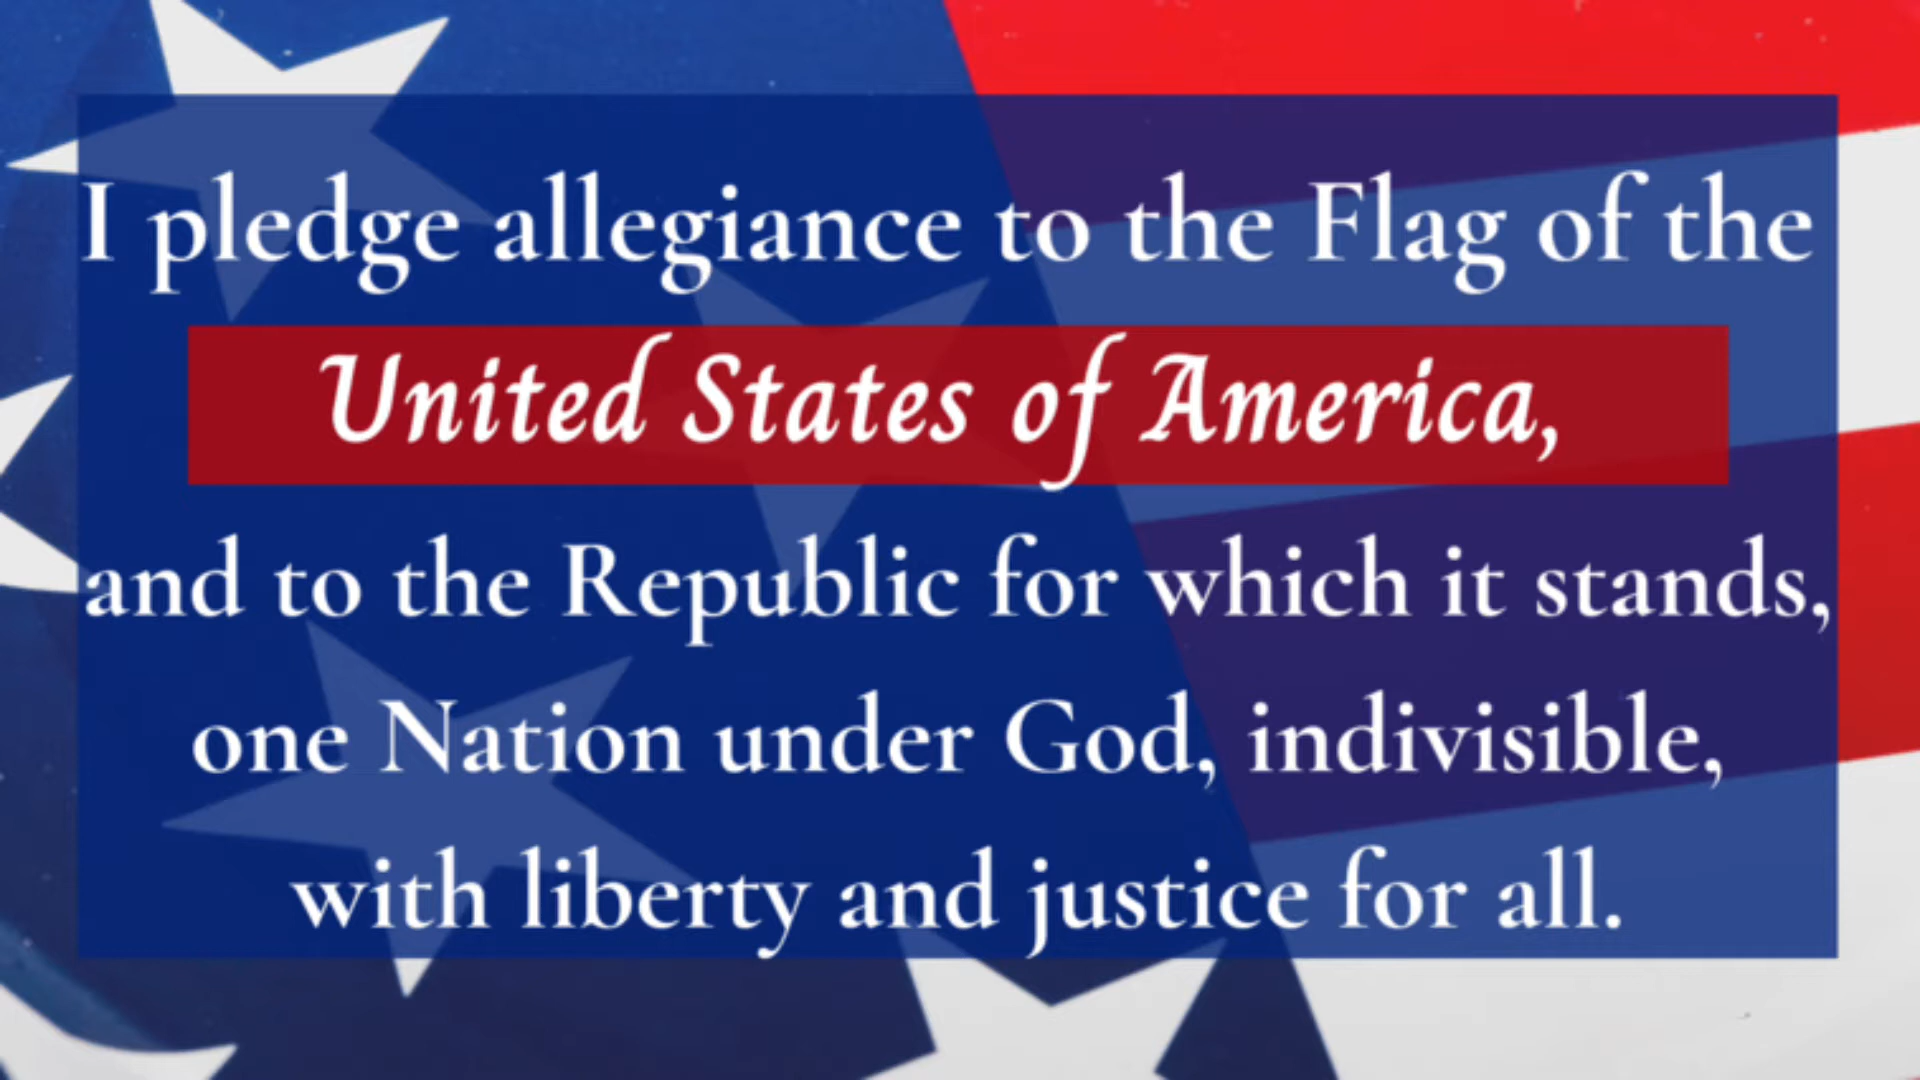 I pledge allegiance to the Flag of the
United States of America,
and to the Republic for which it stands,
one Nation under God, indivisible,
with liberty and justice for all.